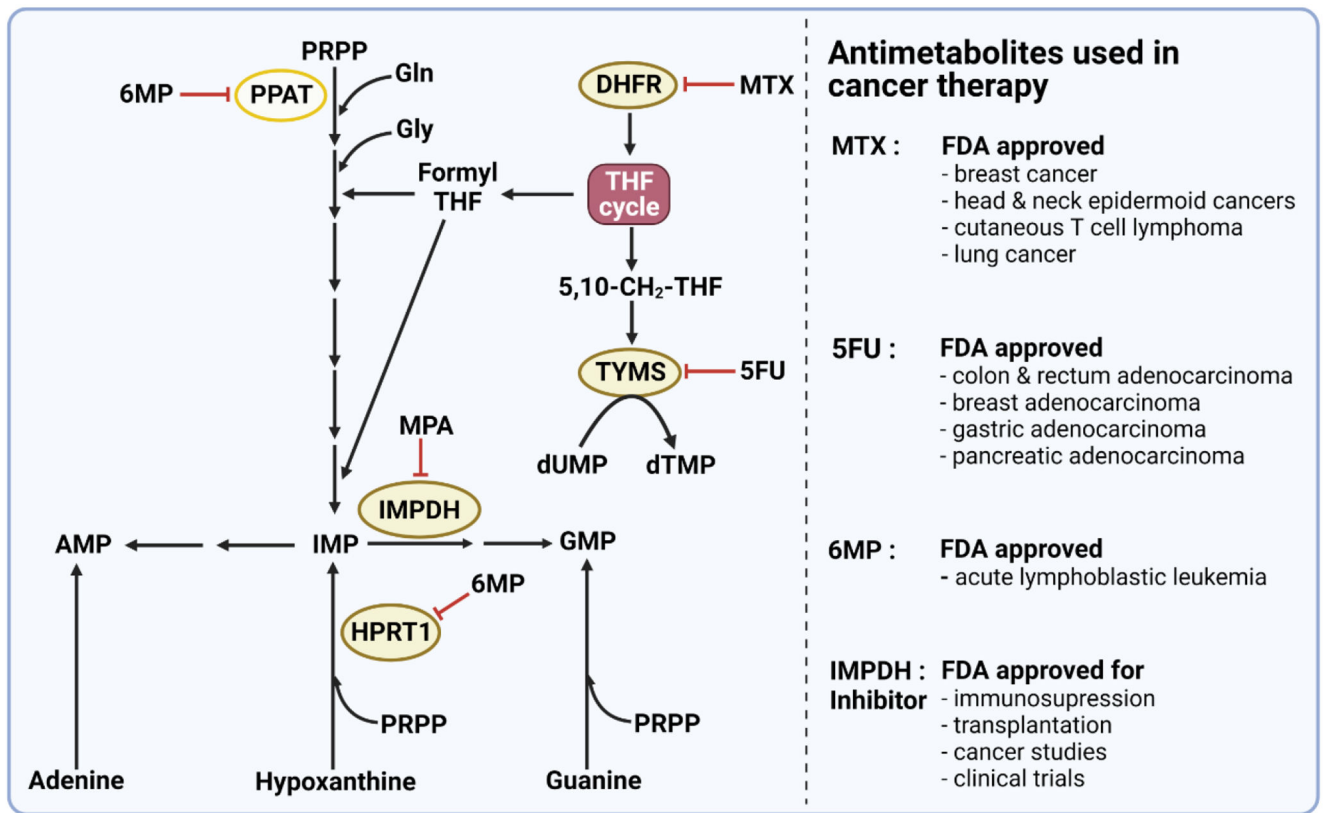 PRPP
Gln
6MP
PPAT
Gly
Formyl
THF
DHFR
MTX
THF
cycle
5,10-CH₂-THF
TYMS
5FU
dUMP
dTMP
MPA
IMPDH
AMP
IMP
GMP
6MP
HPRT1
PRPP
PRPP
Adenine
Hypoxanthine
Guanine
Antimetabolites used in
cancer therapy
MTX : FDA approved
- breast cancer
- head & neck epidermoid cancers
- cutaneous T cell lymphoma
- lung cancer
5FU : FDA approved
- colon & rectum adenocarcinoma
- breast adenocarcinoma
- gastric adenocarcinoma
- pancreatic adenocarcinoma
6MP : FDA approved
- acute lymphoblastic leukemia
IMPDH : FDA approved for
Inhibitor - immunosupression
- transplantation
- cancer studies
- clinical trials